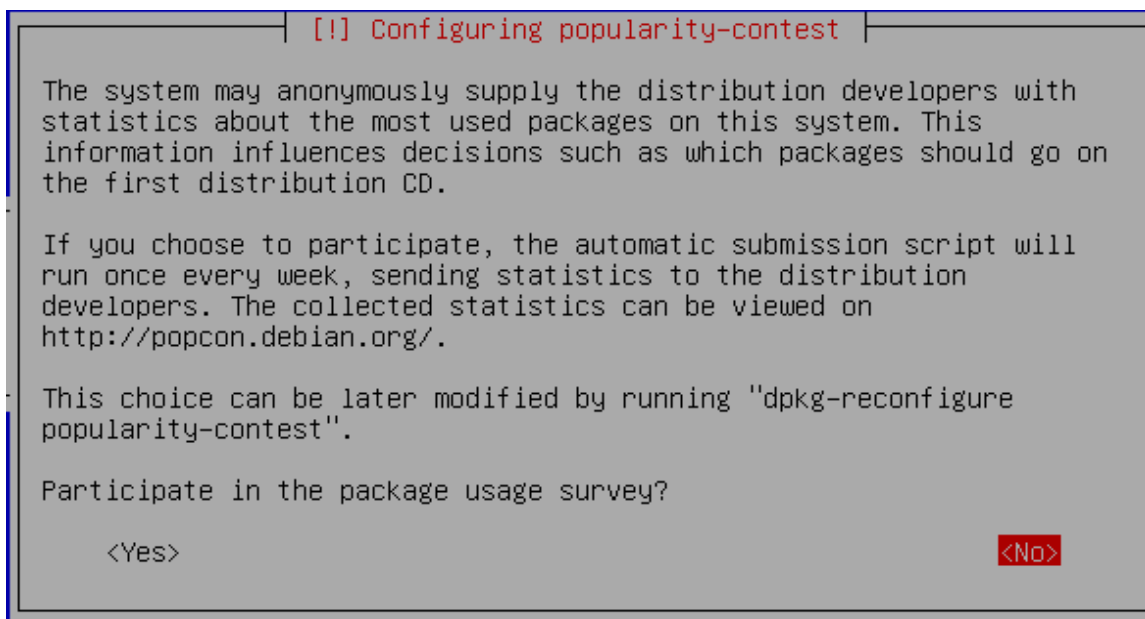 [!] Configuring popularity-contest
The system may anonymously supply the distribution developers with
statistics about the most used packages on this system. This
information influences decisions such as which packages should go on
the first distribution CD.
If you choose to participate, the automatic submission script will
run once every week, sending statistics to the distribution
developers. The collected statistics can be viewed on
http://popcon.debian.org/.
This choice can be later modified by running "dpkg-reconfigure
popularity-contest".
Participate in the package usage survey?
<Yes> <No>